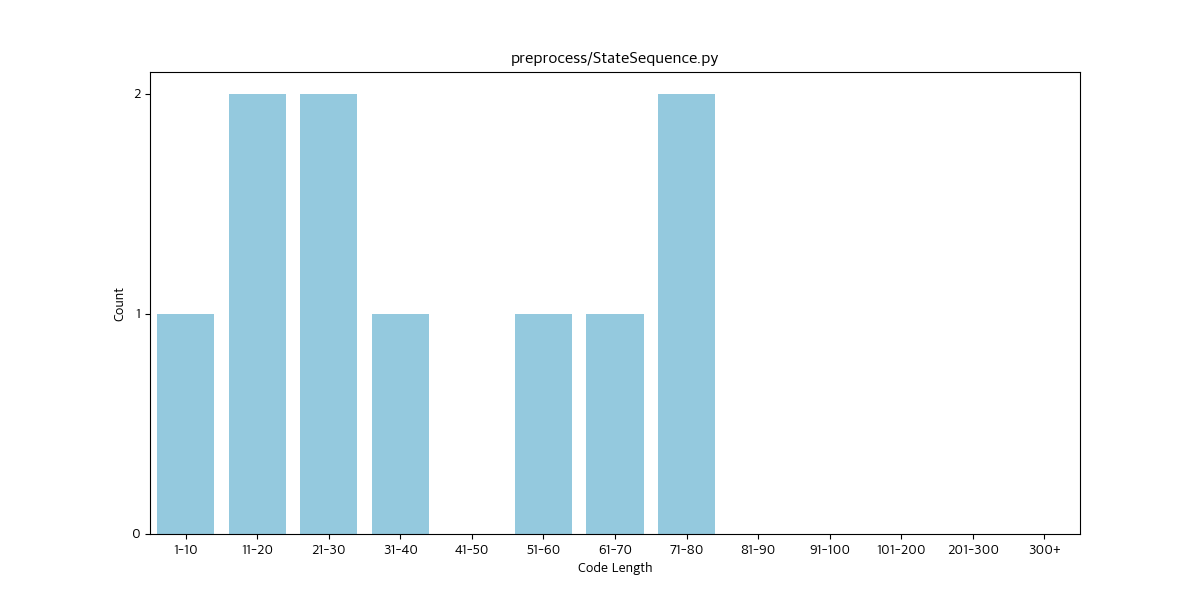 preprocess/StateSequence.py
2
1
0
Count
1-10 11-20 21-30 31-40 41-50 51-60 61-70 71-80 81-90 91-100 101-200 201-300 300+
Code Length